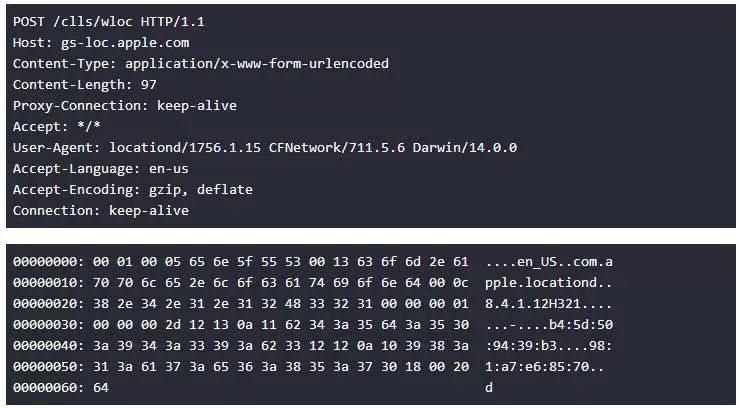 POST /clls/wloc HTTP/1.1
Host: gs-loc.apple.com
Content-Type: application/x-www-form-urlencoded
Content-Length: 97
Proxy-Connection: keep-alive
Accept: */*
User-Agent: locationd/1756.1.15 CFNetwork/711.5.6 Darwin/14.0.0
Accept-Language: en-us
Accept-Encoding: gzip, deflate
Connection: keep-alive
00000000: 00 01 00 05 65 6e 5f 55 53 00 13 63 6f 6d 2e 61 ....en_US..com.a
00000010: 70 70 6c 65 2e 6c 6f 63 61 74 69 6f 6e 64 00 0c pple.locationd..
00000020: 38 2e 34 2e 31 2e 31 32 48 33 32 31 00 00 00 01 8.4.1.12H321....
00000030: 00 00 00 2d 12 13 0a 11 62 34 3a 35 64 3a 35 30 ...-....b4:5d:50
00000040: 3a 39 34 3a 33 39 3a 62 33 12 12 0a 10 39 38 3a :94:39:b3....98:
00000050: 31 3a 61 37 3a 65 36 3a 38 35 3a 37 30 18 00 20 1:a7:e6:85:70..
00000060: 64 d